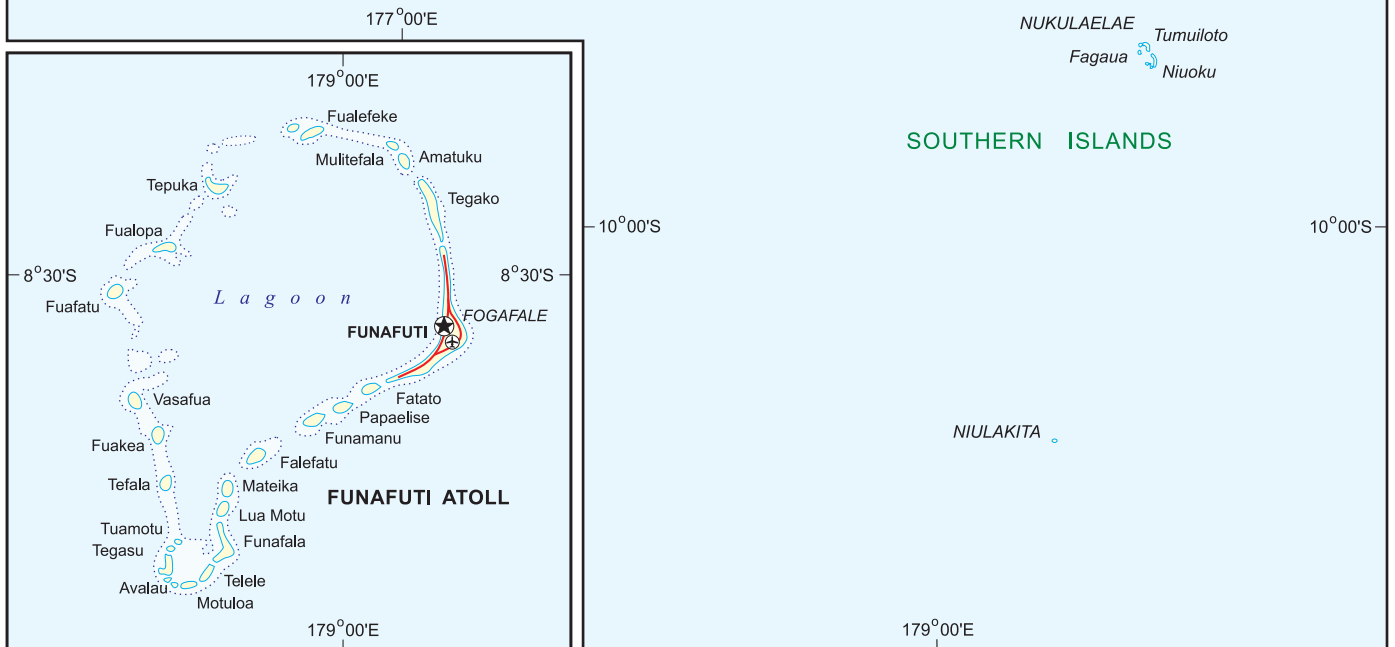 177°00'E
NUKULAELAE
Tumuiloto
Fagaua
Niuoku
179°00'E
Fualefeke
Mulitefala
Amatuku
SOUTHERN ISLANDS
Tepuka
Tegako
Fualopa
10°00'S
10°00'S
8°30'S
8°30'S
Lagoon
Fuafatu
FOGAFALE
FUNAFUTI
Vasafua
Fatato
Papaelise
Funamanu
NIULAKITA
Fuakea
Falefatu
Tefala
Mateika
FUNAFUTI ATOLL
Lua Motu
Tuamotu
Funafala
Tegasu
Telele
Avalau
Motuloa
179°00'E
179°00'E